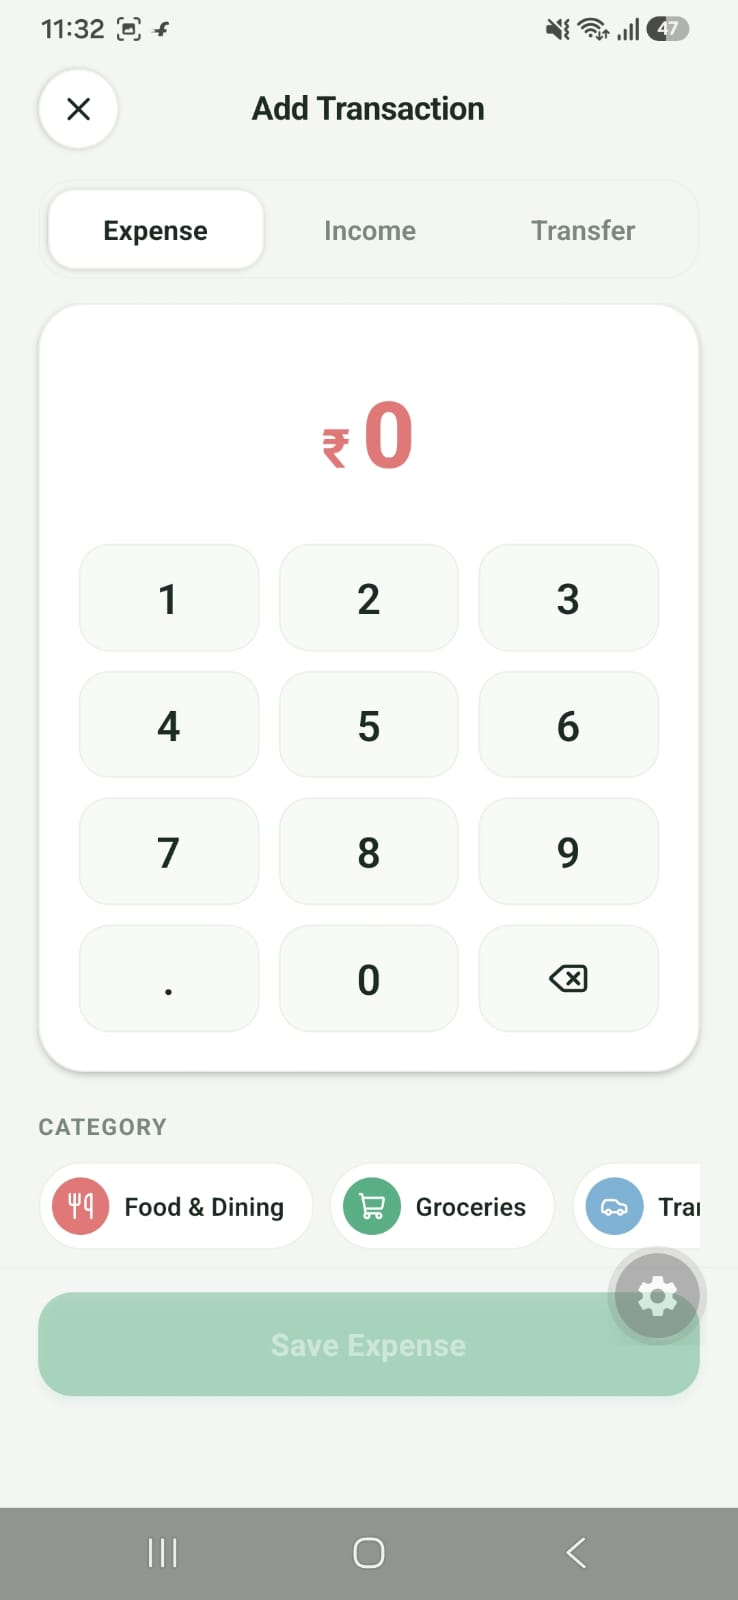 11:32 47
Add Transaction
Expense Income Transfer
₹0
1 2 3
4 5 6
7 8 9
. 0
CATEGORY
Food & Dining Groceries Tra
Save Expense